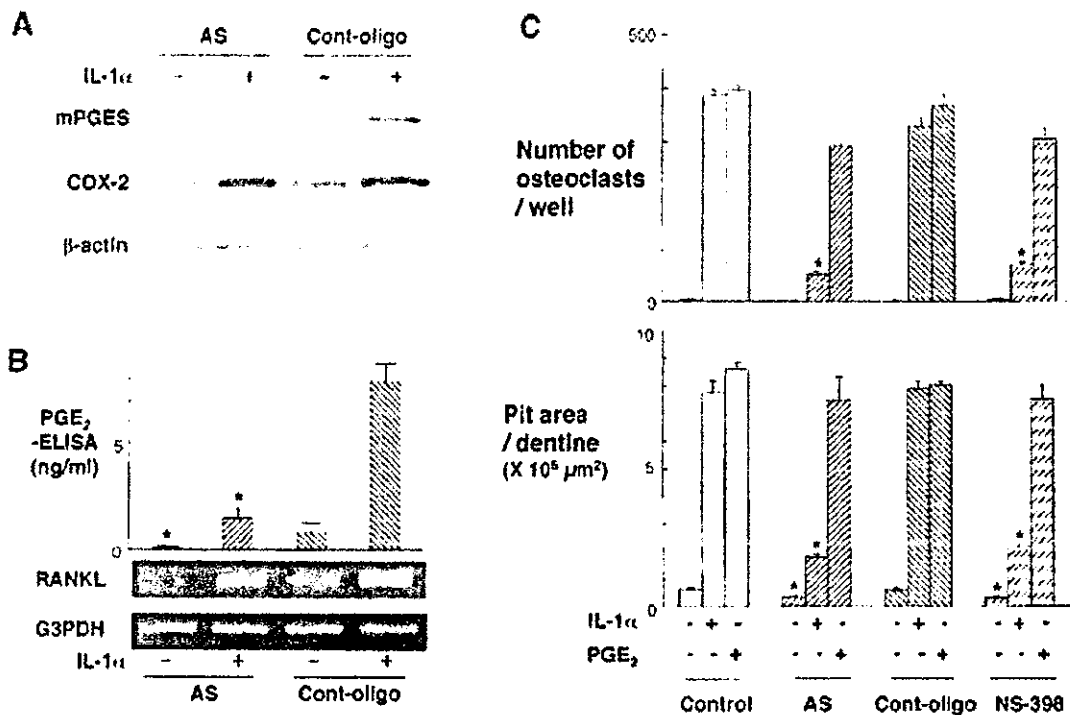 A
AS Cont-oligo
IL-1α - + - +
mPGES
COX-2
β-actin
B
PGE₂
-ELISA
(ng/ml)
5
0
RANKL
G3PDH
IL-1α - + - +
AS Cont-oligo
C
500
Number of
osteoclasts
/ well
* *
0
10
Pit area
/ dentine
(X 10⁵ μm²)
5
* * * *
0
IL-1α - + - - + - - + - - + -
PGE₂ - - + - - + - - + - - +
Control AS Cont-oligo NS-398